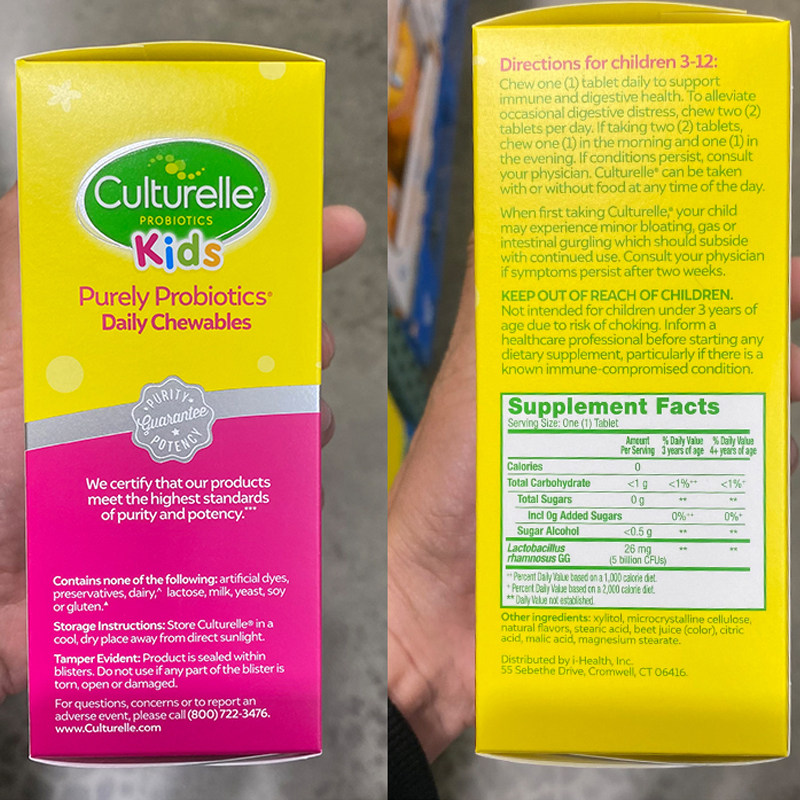 Culturelle®
PROBIOTICS
Kids
Purely Probiotics®
Daily Chewables
PURITY
Guarantee
POTENCY
We certify that our products
meet the highest standards
of purity and potency.***
Contains none of the following: artificial dyes,
preservatives, dairy,^ lactose, milk, yeast, soy
or gluten.▲
Storage Instructions: Store Culturelle® in a
cool, dry place away from direct sunlight.
Tamper Evident: Product is sealed within
blisters. Do not use if any part of the blister is
torn, open or damaged.
For questions, concerns or to report an
adverse event, please call (800) 722-3476.
www.Culturelle.com
Directions for children 3-12:
Chew one (1) tablet daily to support
immune and digestive health. To alleviate
occasional digestive distress, chew two (2)
tablets per day. If taking two (2) tablets,
chew one (1) in the morning and one (1) in
the evening. If conditions persist, consult
your physician. Culturelle® can be taken
with or without food at any time of the day.
When first taking Culturelle,® your child
may experience minor bloating, gas or
intestinal gurgling which should subside
with continued use. Consult your physician
if symptoms persist after two weeks.
KEEP OUT OF REACH OF CHILDREN.
Not intended for children under 3 years of
age due to risk of choking. Inform a
healthcare professional before starting any
dietary supplement, particularly if there is a
known immune-compromised condition.
Supplement Facts
Serving Size: One (1) Tablet
Amount % Daily Value % Daily Value
Per Serving 3 years of age 4+ years of age
Calories 0
Total Carbohydrate <1 g <1%++ <1%+
Total Sugars 0 g ** **
Incl 0g Added Sugars 0%++ 0%+
Sugar Alcohol <0.5 g ** **
Lactobacillus 26 mg ** **
rhamnosus GG (5 billion CFUs)
++ Percent Daily Value based on a 1,000 calorie diet.
+ Percent Daily Value based on a 2,000 calorie diet.
** Daily Value not established.
Other ingredients: xylitol, microcrystalline cellulose,
natural flavors, stearic acid, beet juice (color), citric
acid, malic acid, magnesium stearate.
Distributed by i-Health, Inc.
55 Sebethe Drive, Cromwell, CT 06416.